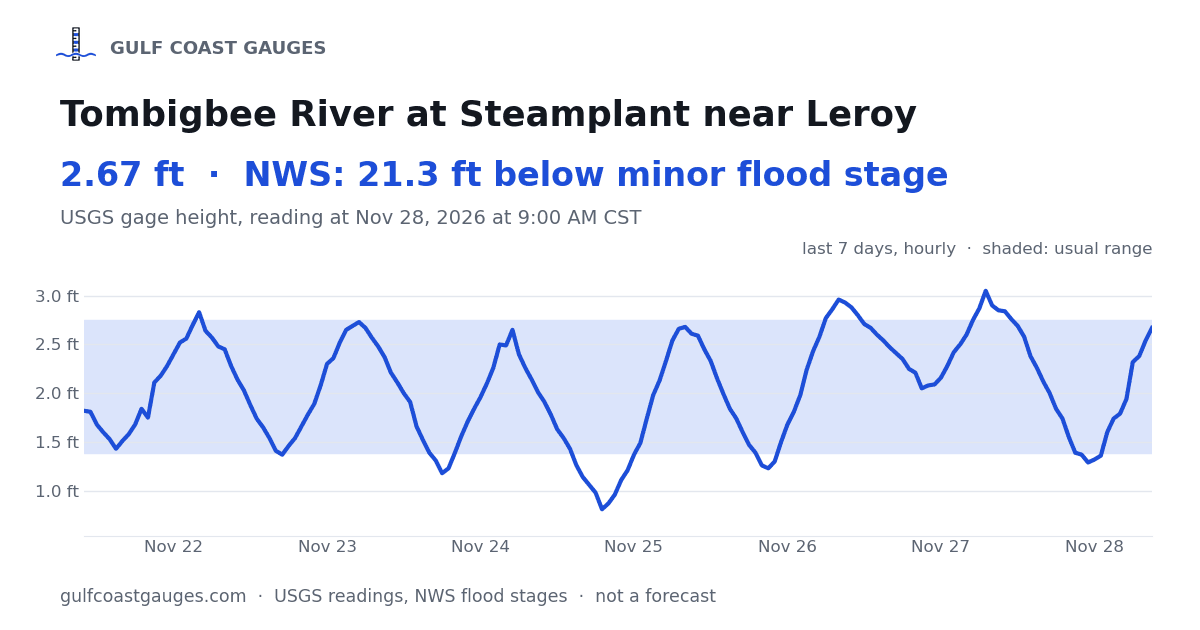 GULF COAST GAUGES
Tombigbee River at Steamplant near Leroy
2.67 ft · NWS: 21.3 ft below minor flood stage
USGS gage height, reading at Nov 28, 2026 at 9:00 AM CST
last 7 days, hourly · shaded: usual range
3.0 ft
2.5 ft
2.0 ft
1.5 ft
1.0 ft
Nov 22 Nov 23 Nov 24 Nov 25 Nov 26 Nov 27 Nov 28
gulfcoastgauges.com · USGS readings, NWS flood stages · not a forecast